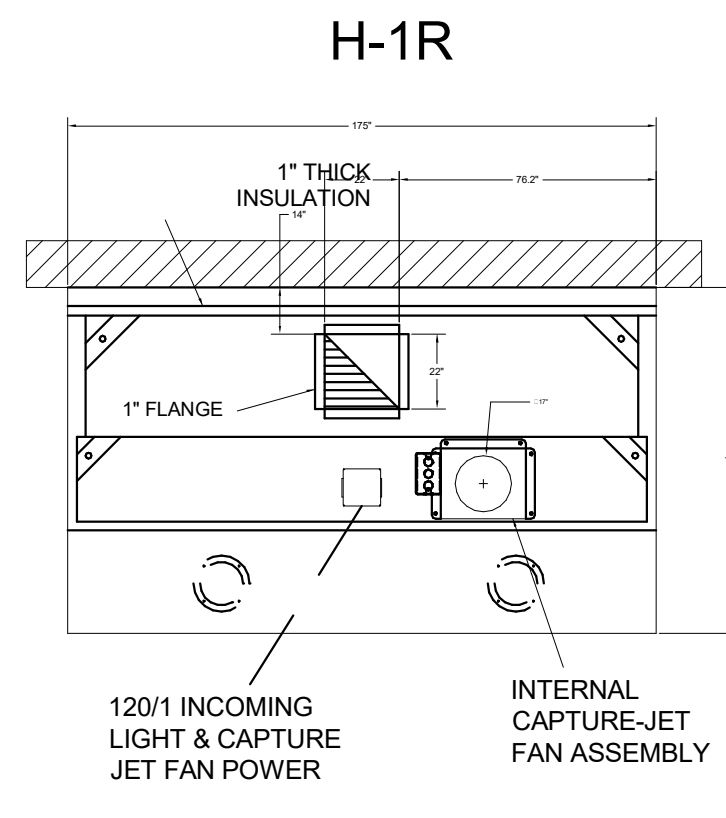 H-1R
175"
1" THICK
INSULATION
22"
76.2"
14"
22"
17"
1" FLANGE
120/1 INCOMING
LIGHT & CAPTURE
JET FAN POWER
INTERNAL
CAPTURE-JET
FAN ASSEMBLY